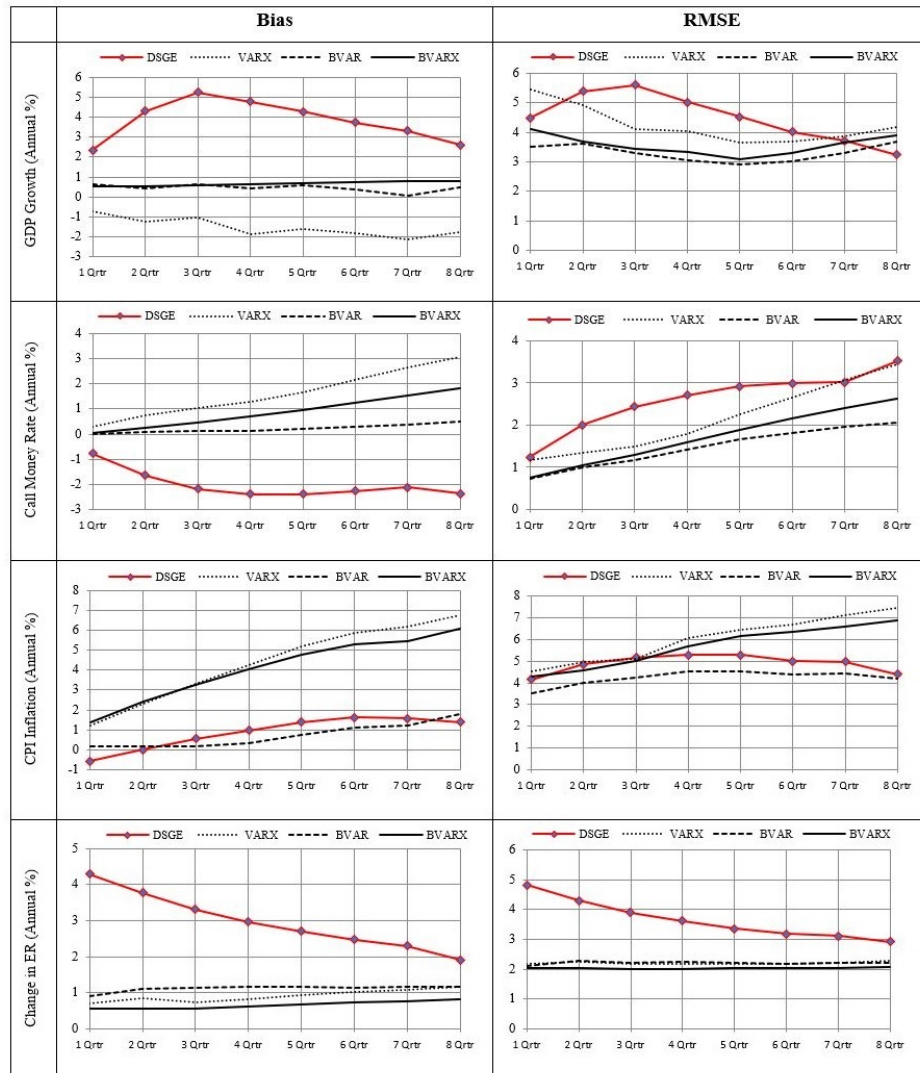 Bias RMSE
DSGE VARX BVAR BVARX
GDP Growth (Annual %)
6
5
4
3
2
1
0
-1
-2
-3
1 Qrtr 2 Qrtr 3 Qrtr 4 Qrtr 5 Qrtr 6 Qrtr 7 Qrtr 8 Qrtr
DSGE VARX BVAR BVARX
6
5
4
3
2
1
0
1 Qrtr 2 Qrtr 3 Qrtr 4 Qrtr 5 Qrtr 6 Qrtr 7 Qrtr 8 Qrtr
DSGE VARX BVAR BVARX
Call Money Rate (Annual %)
4
3
2
1
0
-1
-2
-3
1 Qrtr 2 Qrtr 3 Qrtr 4 Qrtr 5 Qrtr 6 Qrtr 7 Qrtr 8 Qrtr
DSGE VARX BVAR BVARX
4
3
2
1
0
1 Qrtr 2 Qrtr 3 Qrtr 4 Qrtr 5 Qrtr 6 Qrtr 7 Qrtr 8 Qrtr
DSGE VARX BVAR BVARX
CPI Inflation (Annual %)
8
7
6
5
4
3
2
1
0
-1
1 Qrtr 2 Qrtr 3 Qrtr 4 Qrtr 5 Qrtr 6 Qrtr 7 Qrtr 8 Qrtr
DSGE VARX BVAR BVARX
8
7
6
5
4
3
2
1
0
1 Qrtr 2 Qrtr 3 Qrtr 4 Qrtr 5 Qrtr 6 Qrtr 7 Qrtr 8 Qrtr
DSGE VARX BVAR BVARX
Change in ER (Annual %)
5
4
3
2
1
0
1 Qrtr 2 Qrtr 3 Qrtr 4 Qrtr 5 Qrtr 6 Qrtr 7 Qrtr 8 Qrtr
DSGE VARX BVAR BVARX
6
5
4
3
2
1
0
1 Qrtr 2 Qrtr 3 Qrtr 4 Qrtr 5 Qrtr 6 Qrtr 7 Qrtr 8 Qrtr